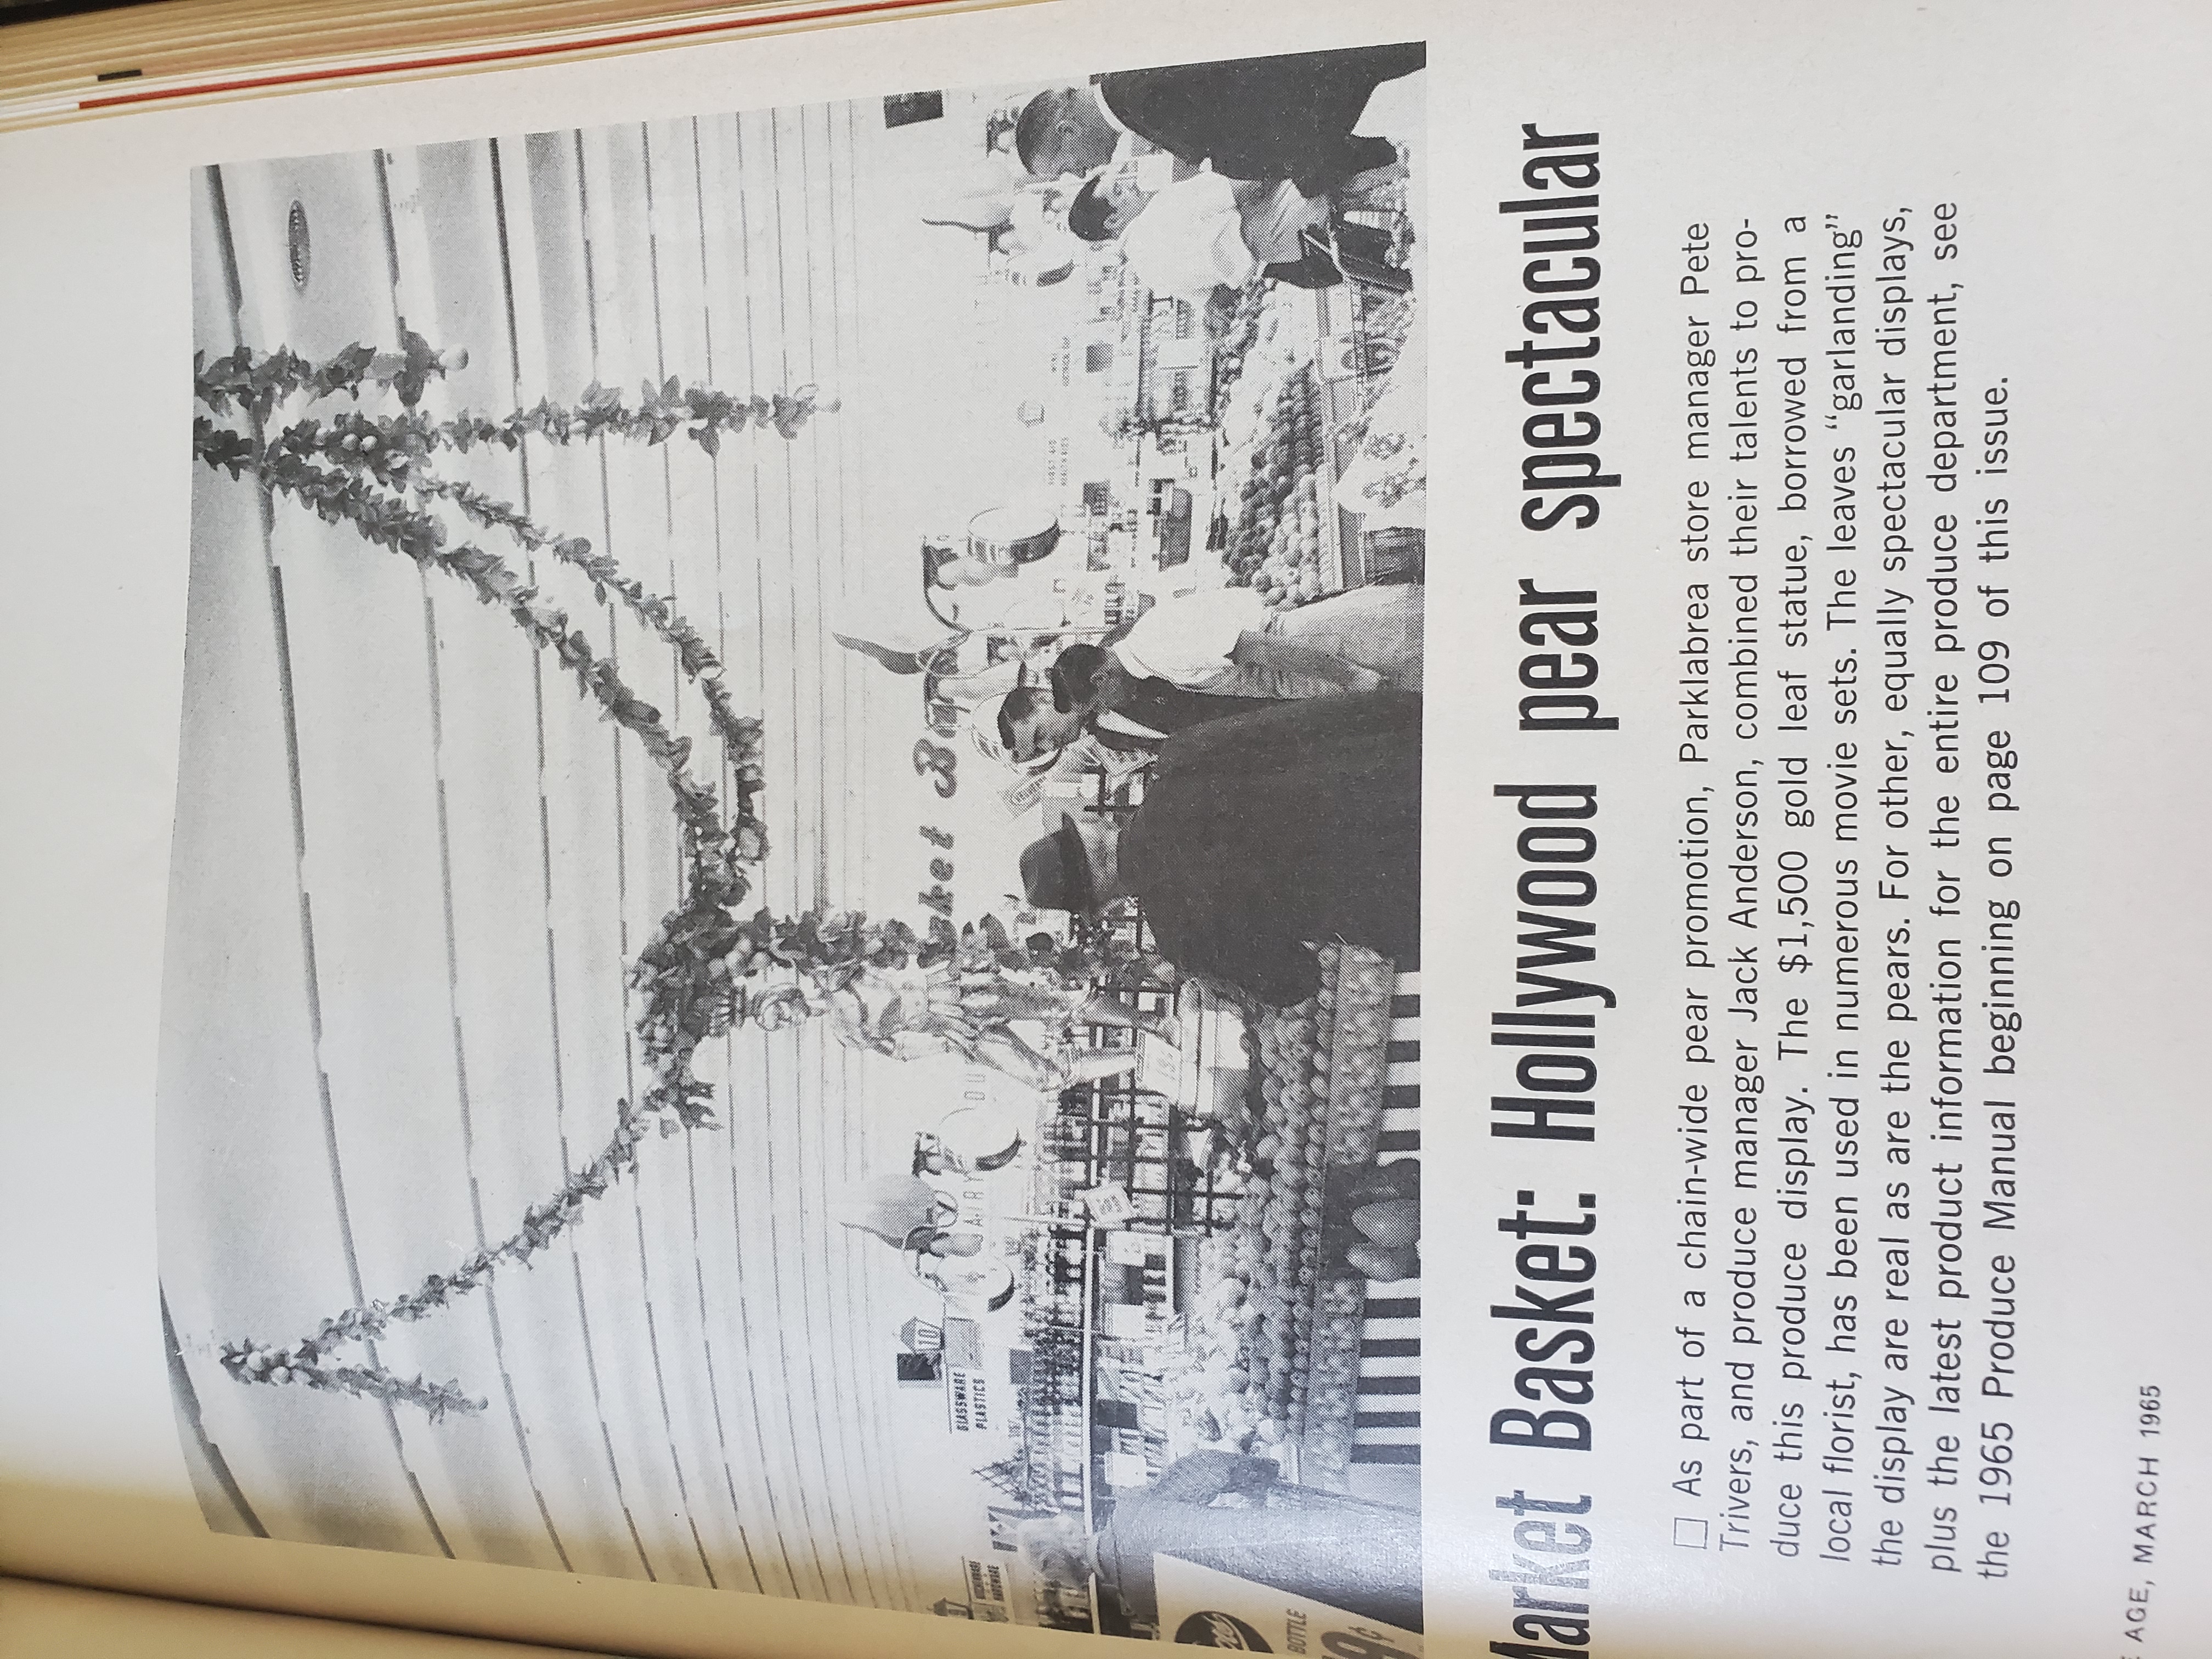 ket Ba
DAIRY
GLASSWARE
PLASTICS
10
BOTTLE
9¢
Market Basket: Hollywood pear spectacular
□ As part of a chain-wide pear promotion, Parklabrea store manager Pete
Trivers, and produce manager Jack Anderson, combined their talents to pro-
duce this produce display. The $1,500 gold leaf statue, borrowed from a
local florist, has been used in numerous movie sets. The leaves “garlanding”
the display are real as are the pears. For other, equally spectacular displays,
plus the latest product information for the entire produce department, see
the 1965 Produce Manual beginning on page 109 of this issue.
AGE, MARCH 1965